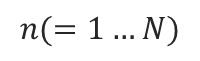 n(= 1 … N)